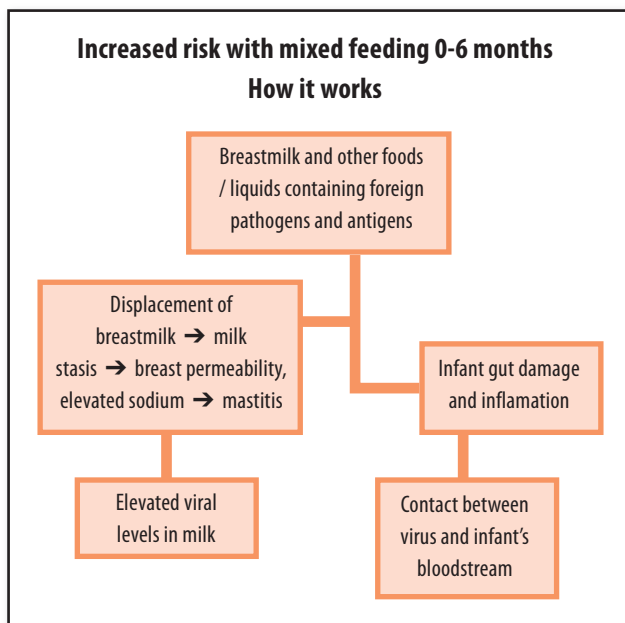 Increased risk with mixed feeding 0-6 months
How it works
Breastmilk and other foods
/ liquids containing foreign
pathogens and antigens
Displacement of
breastmilk ➔ milk
stasis ➔ breast permeability,
elevated sodium ➔ mastitis
Infant gut damage
and inflamation
Elevated viral
levels in milk
Contact between
virus and infant's
bloodstream